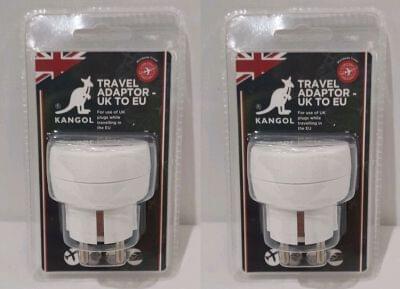 TRAVEL
ADAPTOR -
UK TO EU
For use of UK
plugs while
travelling in
the EU
KANGOL
TRAVEL
ADAPTOR -
UK TO EU
For use of UK
plugs while
travelling in
the EU
KANGOL